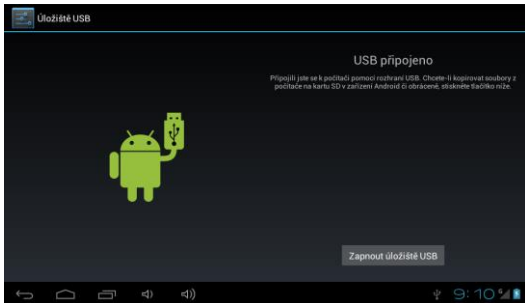 Úložiště USB
USB připojeno
Připojili jste se k počítači pomocí rozhraní USB. Chcete-li kopírovat soubory z
počítače na kartu SD v zařízení Android či obráceně, stiskněte tlačítko níže.
Zapnout úložiště USB
9:10